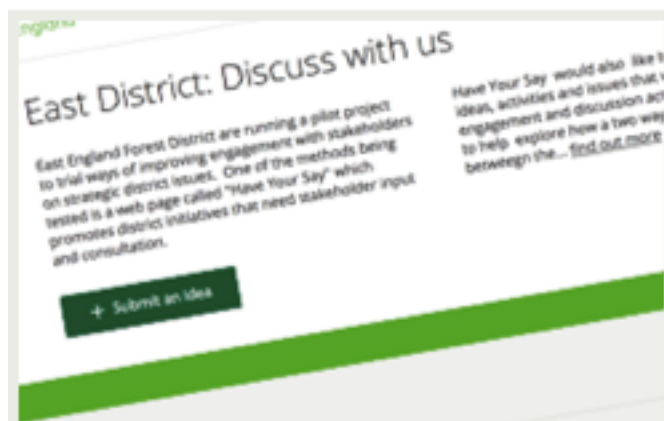 England
East District: Discuss with us
East England Forest District are running a pilot project
to trial ways of improving engagement with stakeholders
on strategic district issues. One of the methods being
tested is a web page called "Have Your Say" which
promotes district initiatives that need stakeholder input
and consultation.
+ Submit an idea
Have Your Say would also like
ideas, activities and issues that
engagement and discussion
to help explore how a two way
betweegn the... find out more